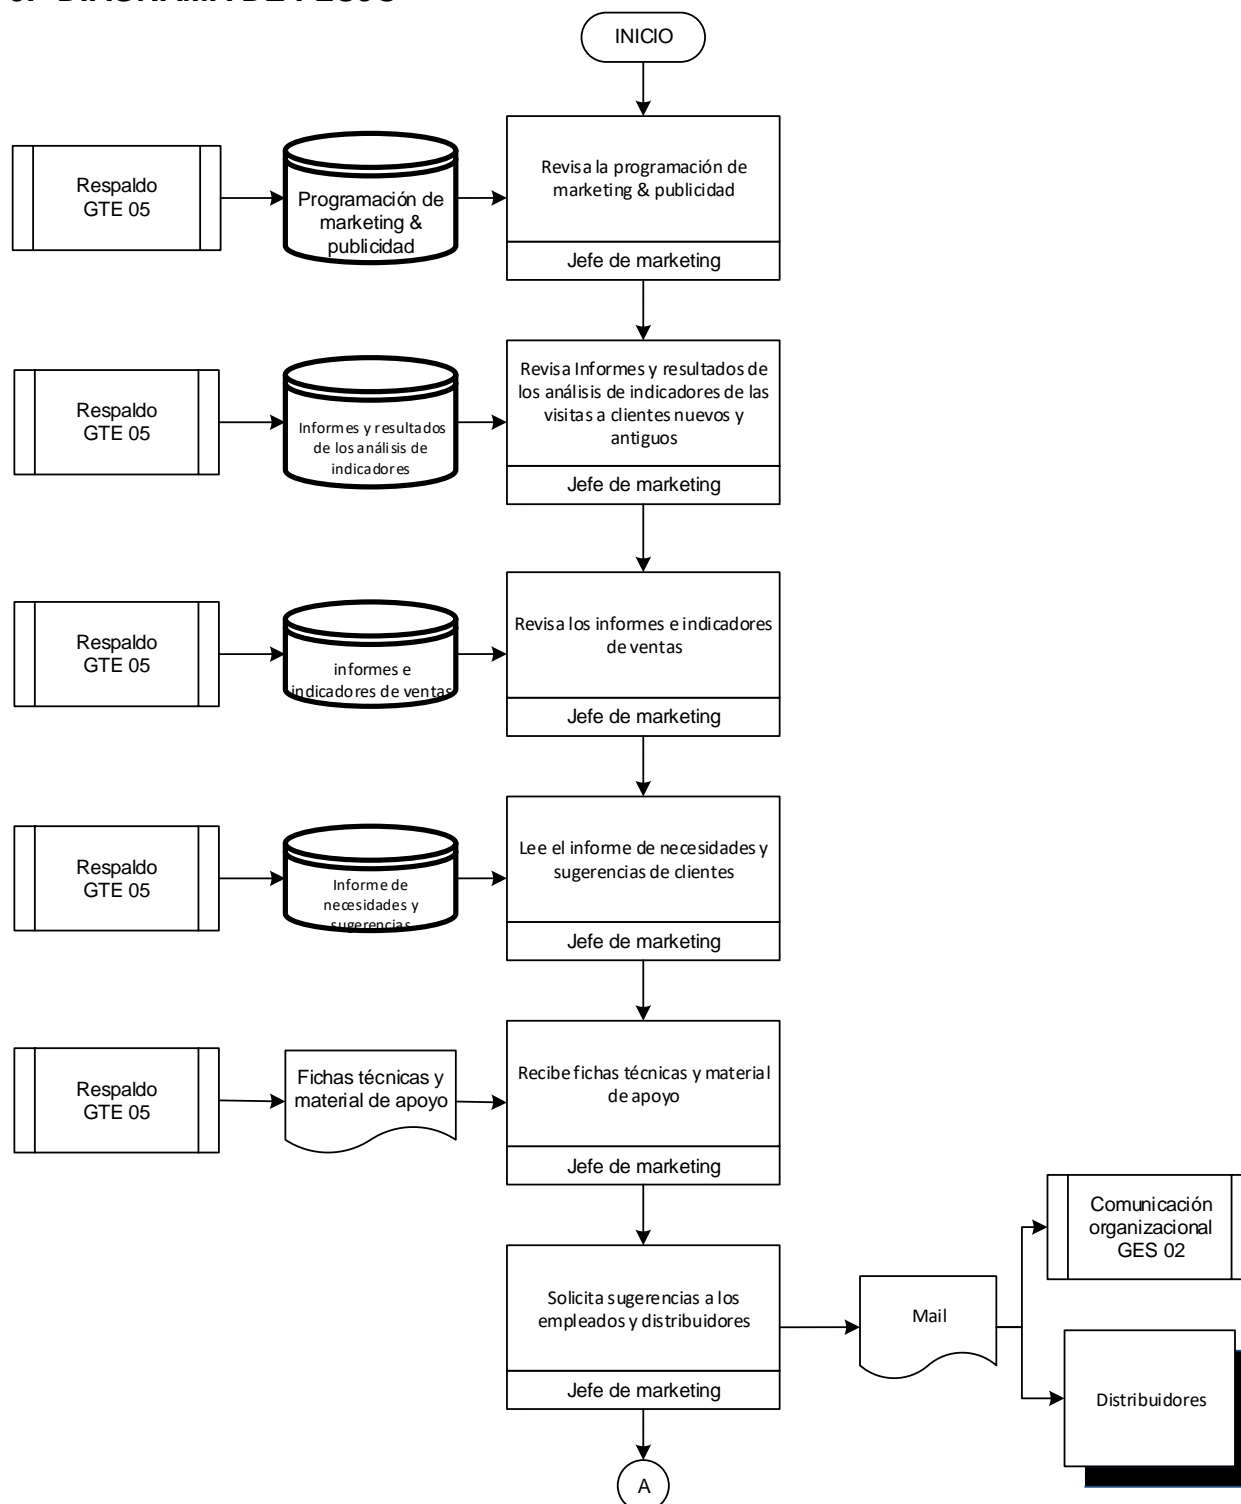 INICIO
Respaldo
GTE 05
Programación de
marketing &
publicidad
Revisa la programación de
marketing & publicidad
Jefe de marketing
Respaldo
GTE 05
Informes y resultados
de los análisis de
indicadores
Revisa Informes y resultados de
los análisis de indicadores de las
visitas a clientes nuevos y
antiguos
Jefe de marketing
Respaldo
GTE 05
informes e
indicadores de ventas
Revisa los informes e indicadores
de ventas
Jefe de marketing
Respaldo
GTE 05
Informe de
necesidades y
sugerencias
Lee el informe de necesidades y
sugerencias de clientes
Jefe de marketing
Respaldo
GTE 05
Fichas técnicas y
material de apoyo
Recibe fichas técnicas y material
de apoyo
Jefe de marketing
Solicita sugerencias a los
empleados y distribuidores
Jefe de marketing
Mail
Comunicación
organizacional
GES 02
Distribuidores
A